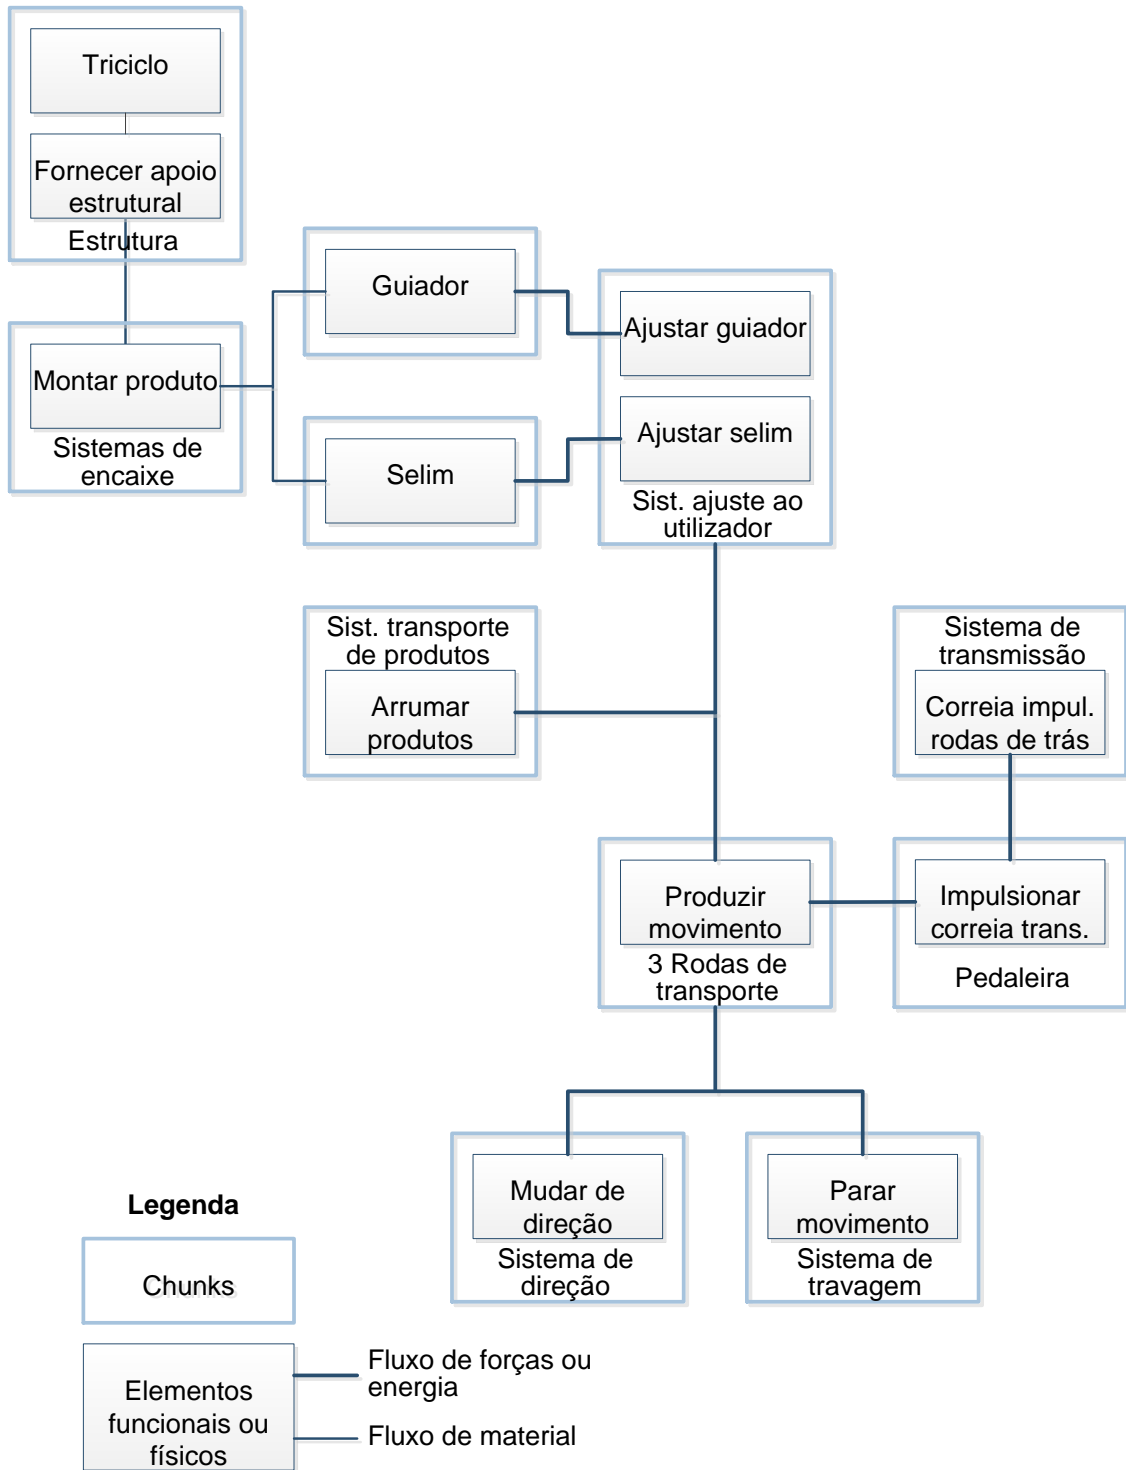 Triciclo
Fornecer apoio
estrutural
Estrutura
Montar produto
Sistemas de
encaixe
Guiador
Selim
Ajustar guiador
Ajustar selim
Sist. ajuste ao
utilizador
Sist. transporte
de produtos
Arrumar
produtos
Sistema de
transmissão
Correia impul.
rodas de trás
Produzir
movimento
3 Rodas de
transporte
Impulsionar
correia trans.
Pedaleira
Mudar de
direção
Sistema de
direção
Parar
movimento
Sistema de
travagem
Legenda
Chunks
Elementos
funcionais ou
físicos
Fluxo de forças ou
energia
Fluxo de material